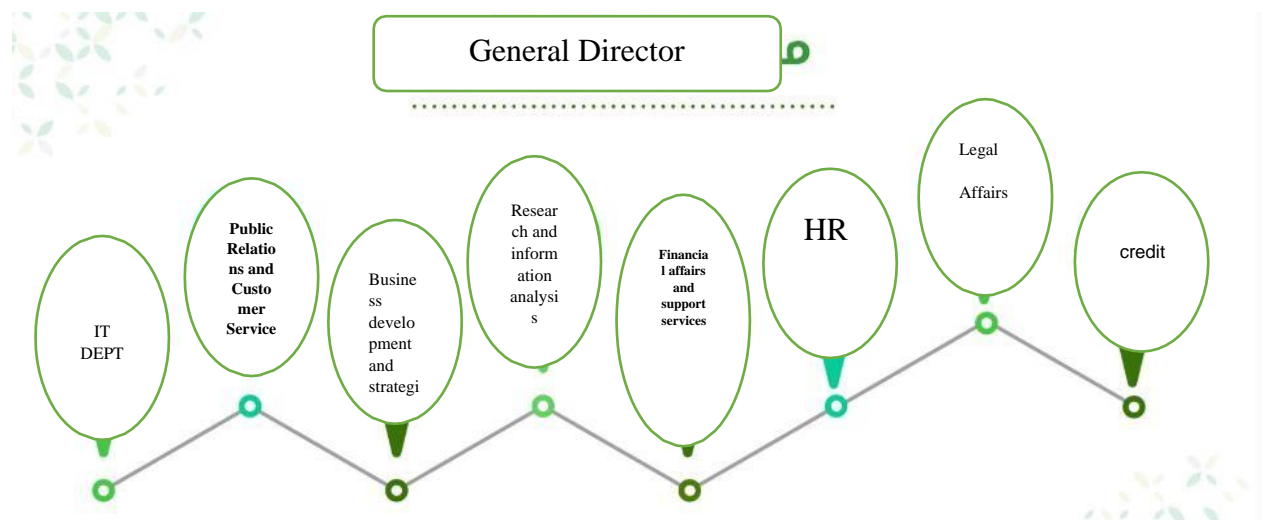 General Director
IT
DEPT
Public
Relatio
ns and
Custo
mer
Service
Busine
ss
develo
pment
and
strategi
Resear
ch and
inform
ation
analysi
s
Financia
l affairs
and
support
services
HR
Legal
Affairs
credit